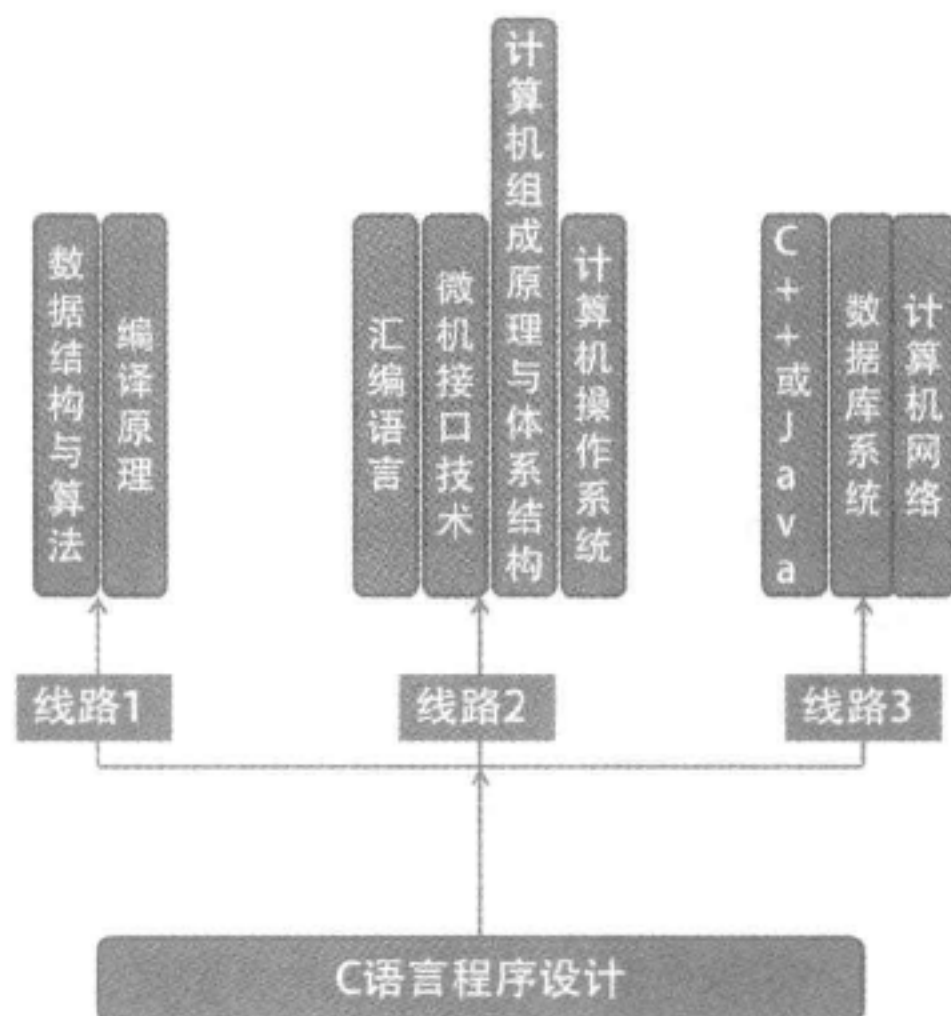 数据结构与算法
编译原理
汇编语言
微机接口技术
计算机组成原理与体系结构
计算机操作系统
C++或Java
数据库系统
计算机网络
线路1
线路2
线路3
C语言程序设计